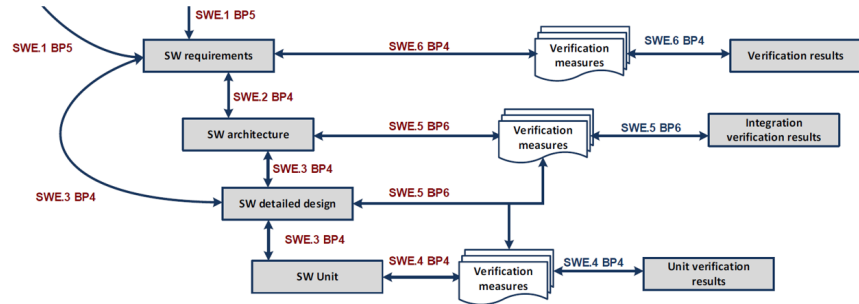 SWE.1 BP5
SWE.1 BP5
SW requirements
SWE.6 BP4
Verification
measures
SWE.6 BP4
Verification results
SWE.2 BP4
SW architecture
SWE.5 BP6
Verification
measures
SWE.5 BP6
Integration
verification results
SWE.3 BP4
SWE.3 BP4
SW detailed design
SWE.5 BP6
SWE.3 BP4
SW Unit
SWE.4 BP4
Verification
measures
SWE.4 BP4
Unit verification
results